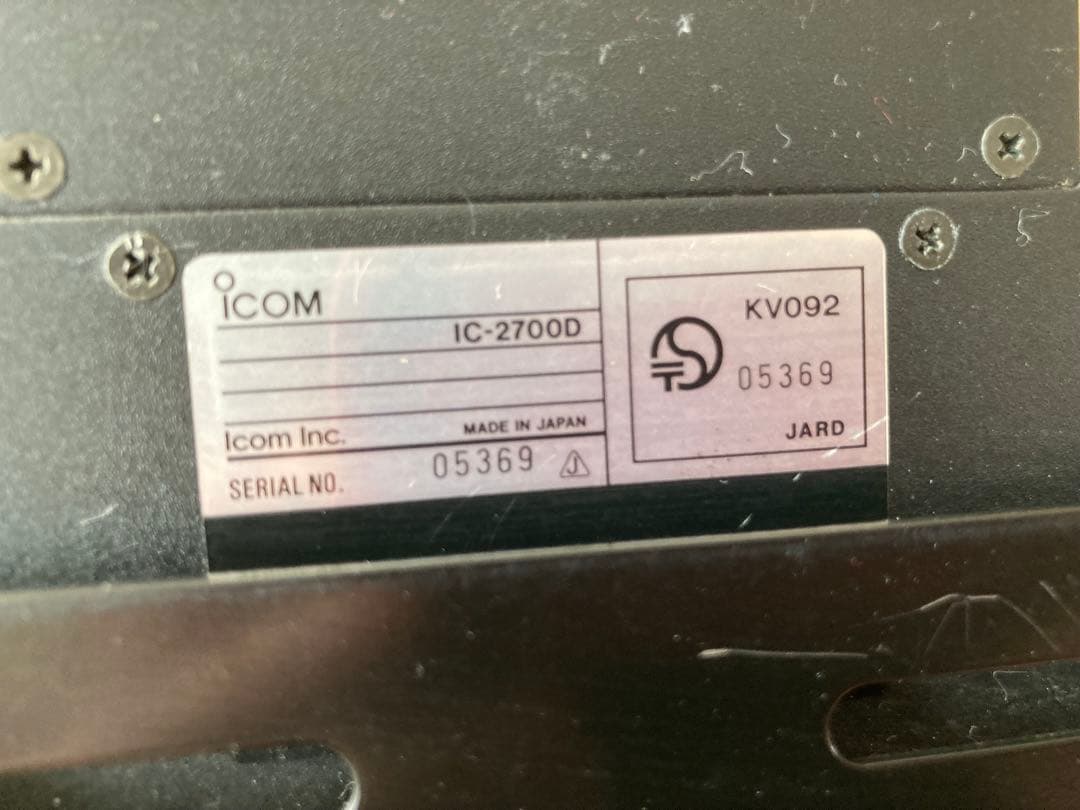 ICOM
IC-2700D
Icom Inc. MADE IN JAPAN
SERIAL NO. 05369 J
KV092
05369
JARD